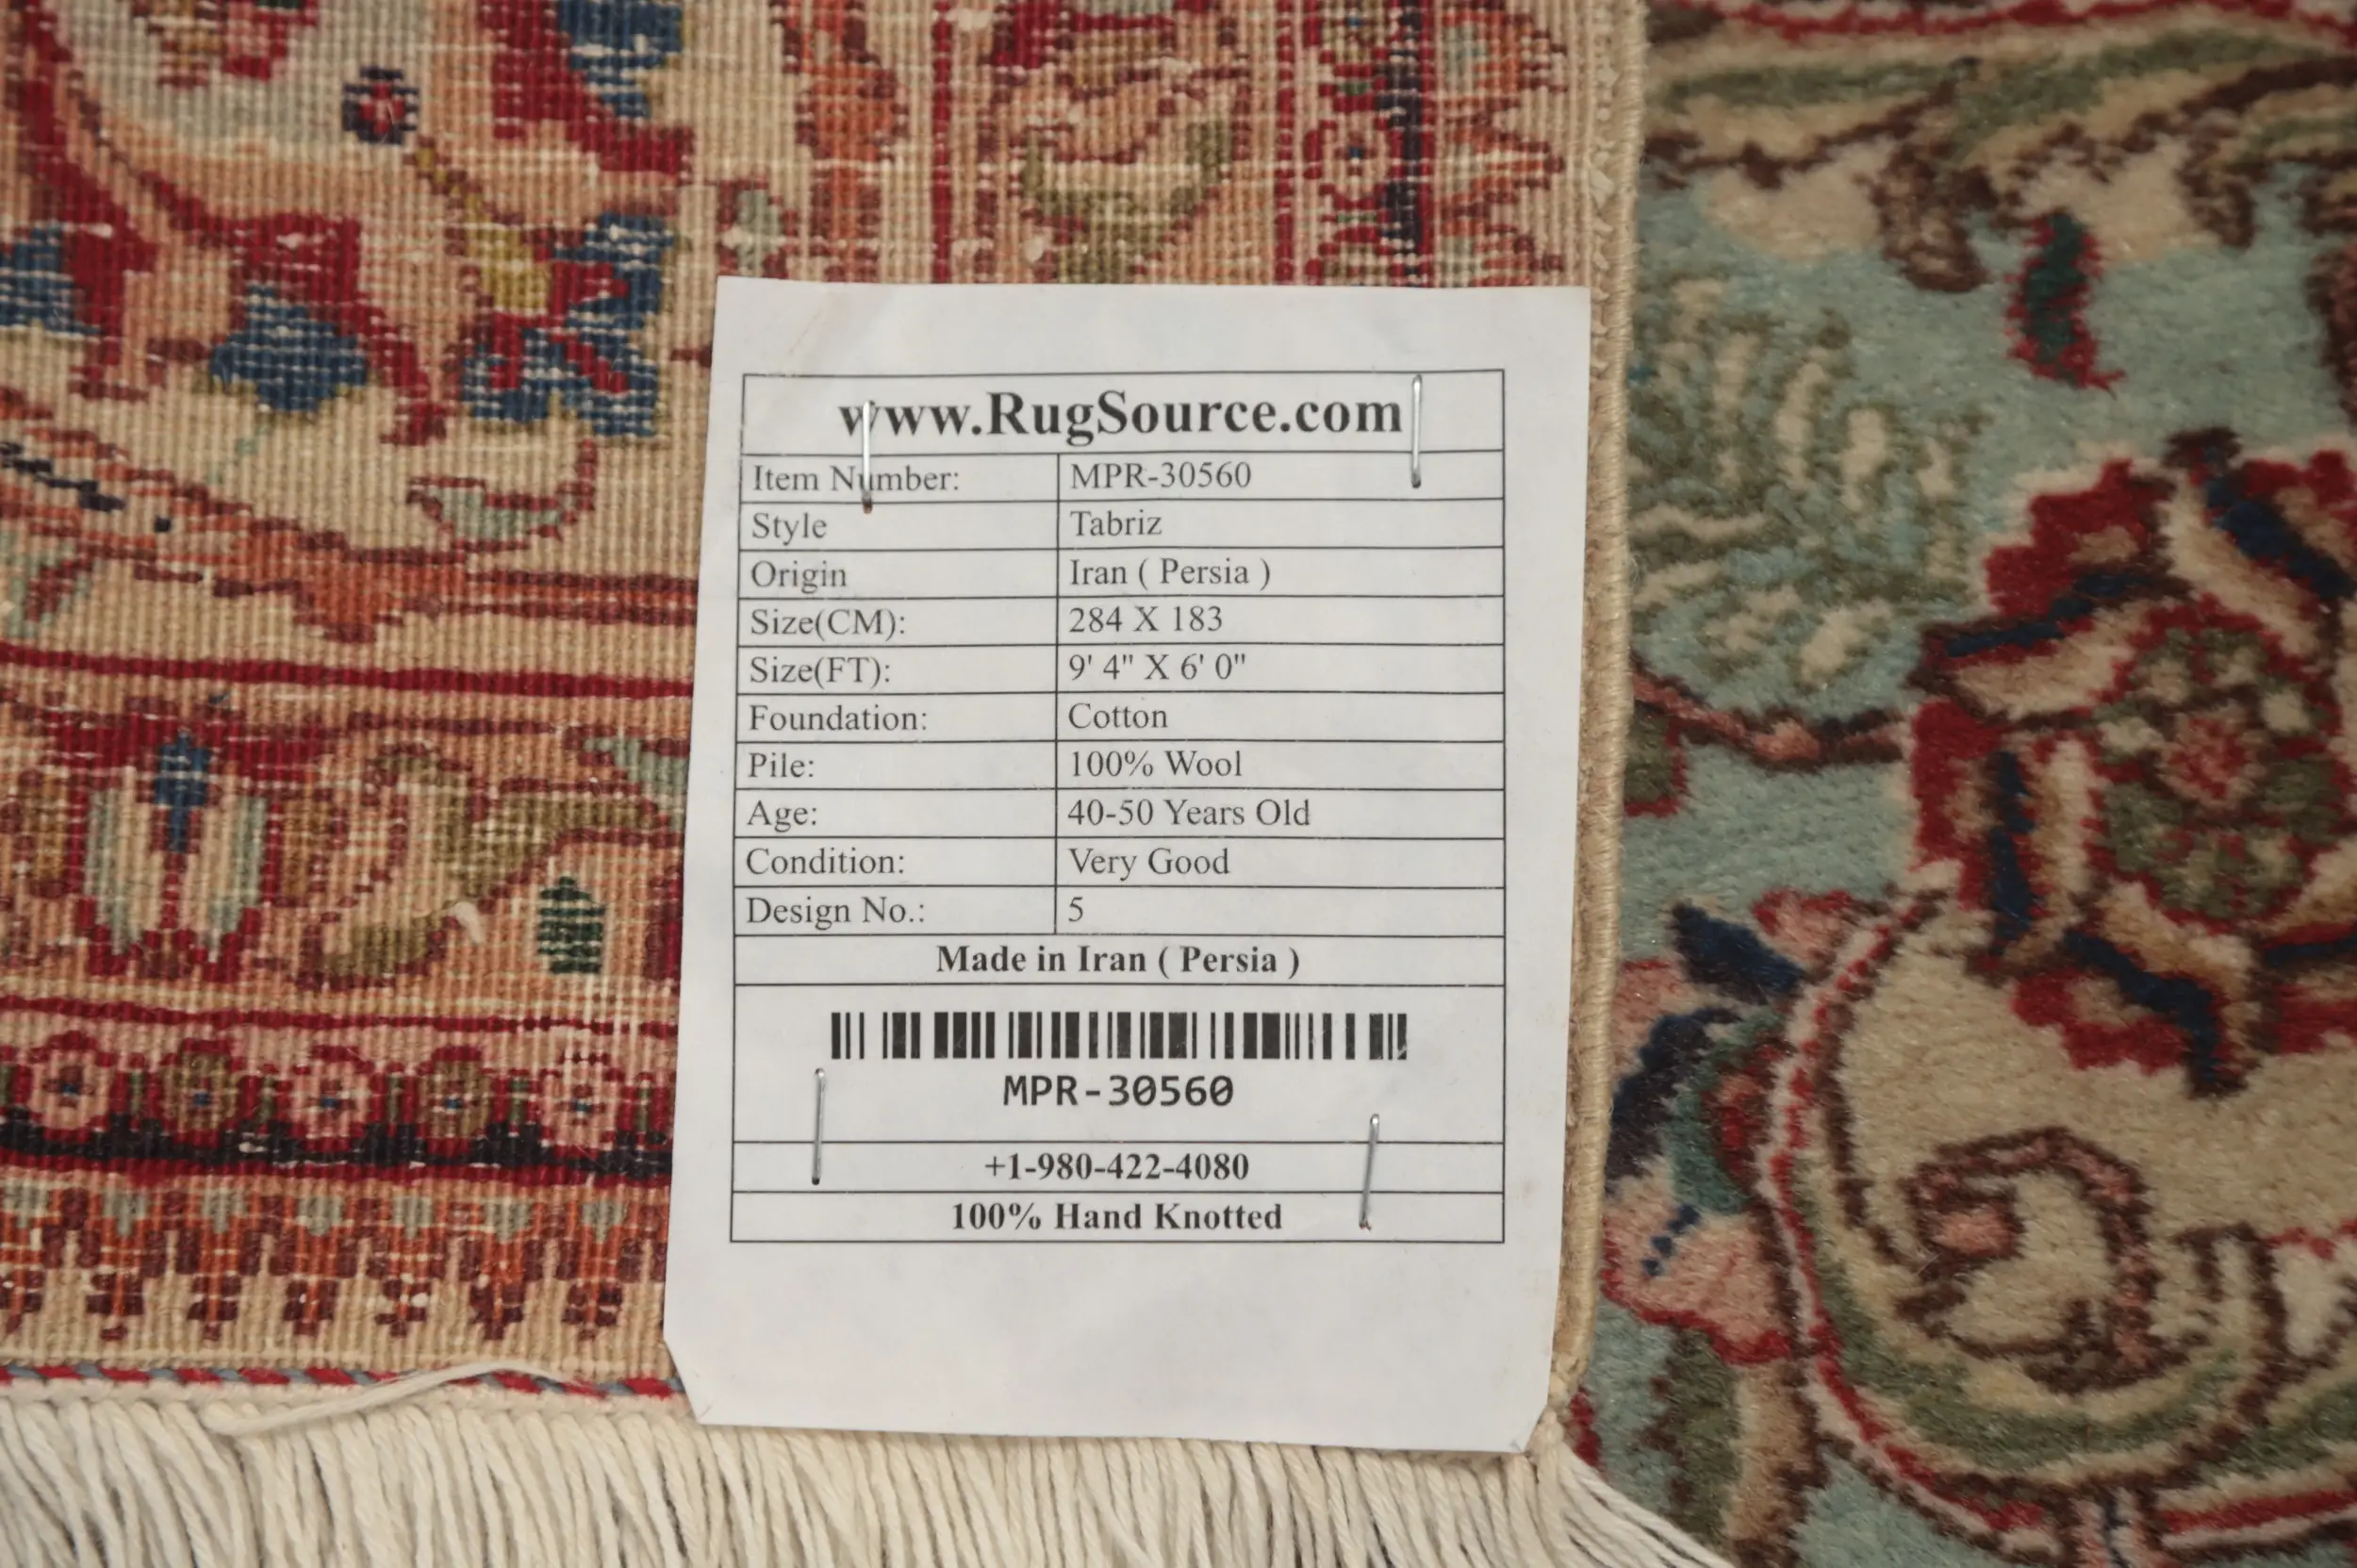 www.RugSource.com
Item Number: MPR-30560
Style Tabriz
Origin Iran ( Persia )
Size(CM): 284 X 183
Size(FT): 9' 4" X 6' 0"
Foundation: Cotton
Pile: 100% Wool
Age: 40-50 Years Old
Condition: Very Good
Design No.: 5
Made in Iran ( Persia )
MPR-30560
+1-980-422-4080
100% Hand Knotted